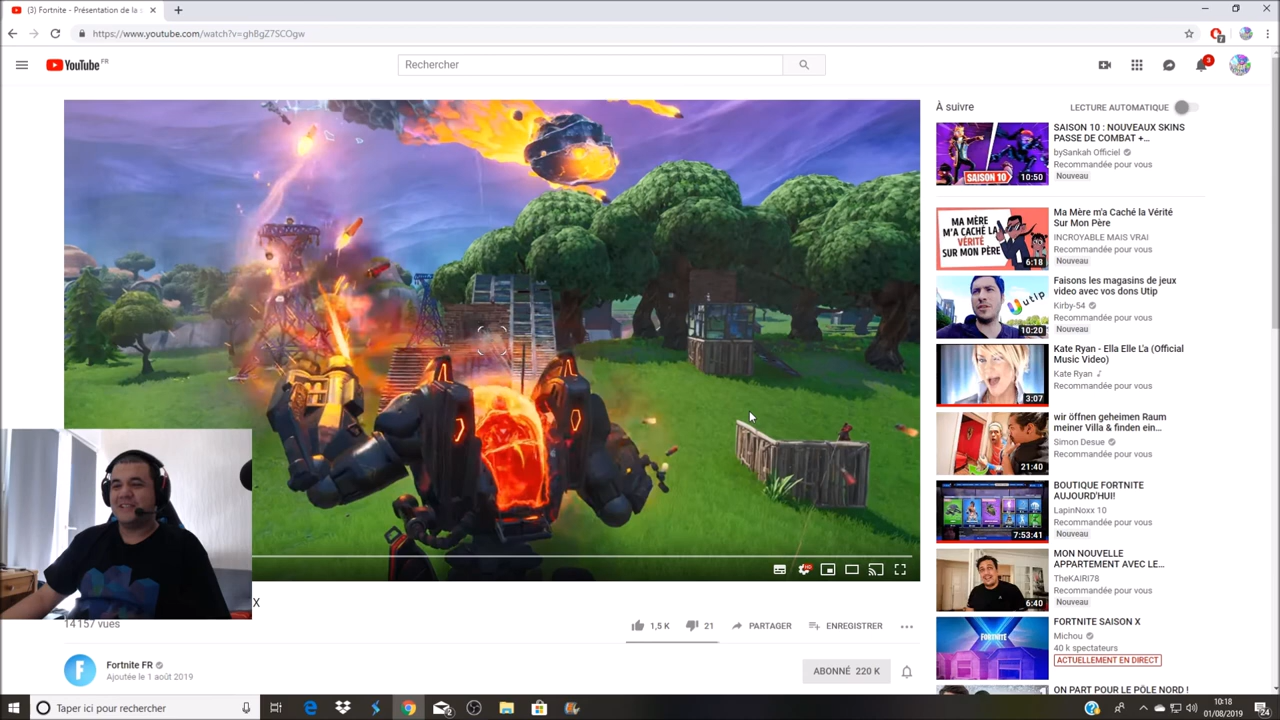 (3) Fortnite - Présentation de la
https://www.youtube.com/watch?v=ghBgZ7SCOgw
7
YouTube FR
Rechercher
3
À suivre
LECTURE AUTOMATIQUE
SAISON 10
10:50
SAISON 10 : NOUVEAUX SKINS
PASSE DE COMBAT +...
bySankah Officiel
Recommandée pour vous
Nouveau
MA MÈRE
M'A CACHÉ LA
VÉRITÉ
SUR MON PÈRE
6:18
Ma Mère m'a Caché la Vérité
Sur Mon Père
INCROYABLE MAIS VRAI
Recommandée pour vous
Nouveau
utip
10:20
Faisons les magasins de jeux
video avec vos dons Utip
Kirby-54
Recommandée pour vous
Nouveau
3:07
Kate Ryan - Ella Elle L'a (Official
Music Video)
Kate Ryan
Recommandée pour vous
21:40
wir öffnen geheimen Raum
meiner Villa & finden ein...
Simon Desue
Recommandée pour vous
7:53:41
BOUTIQUE FORTNITE
AUJOURD'HUI!
LapinNoxx 10
Recommandée pour vous
Nouveau
6:40
MON NOUVELLE
APPARTEMENT AVEC LE...
TheKAIRI78
Recommandée pour vous
Nouveau
FORTNITE
FORTNITE SAISON X
Michou
40 k spectateurs
ACTUELLEMENT EN DIRECT
ON PART POUR LE PÔLE NORD !
HD
X
14 157 vues
1,5 K
21
PARTAGER
ENREGISTRER
Fortnite FR
Ajoutée le 1 août 2019
ABONNÉ 220 K
Taper ici pour rechercher
10:18
01/08/2019
24